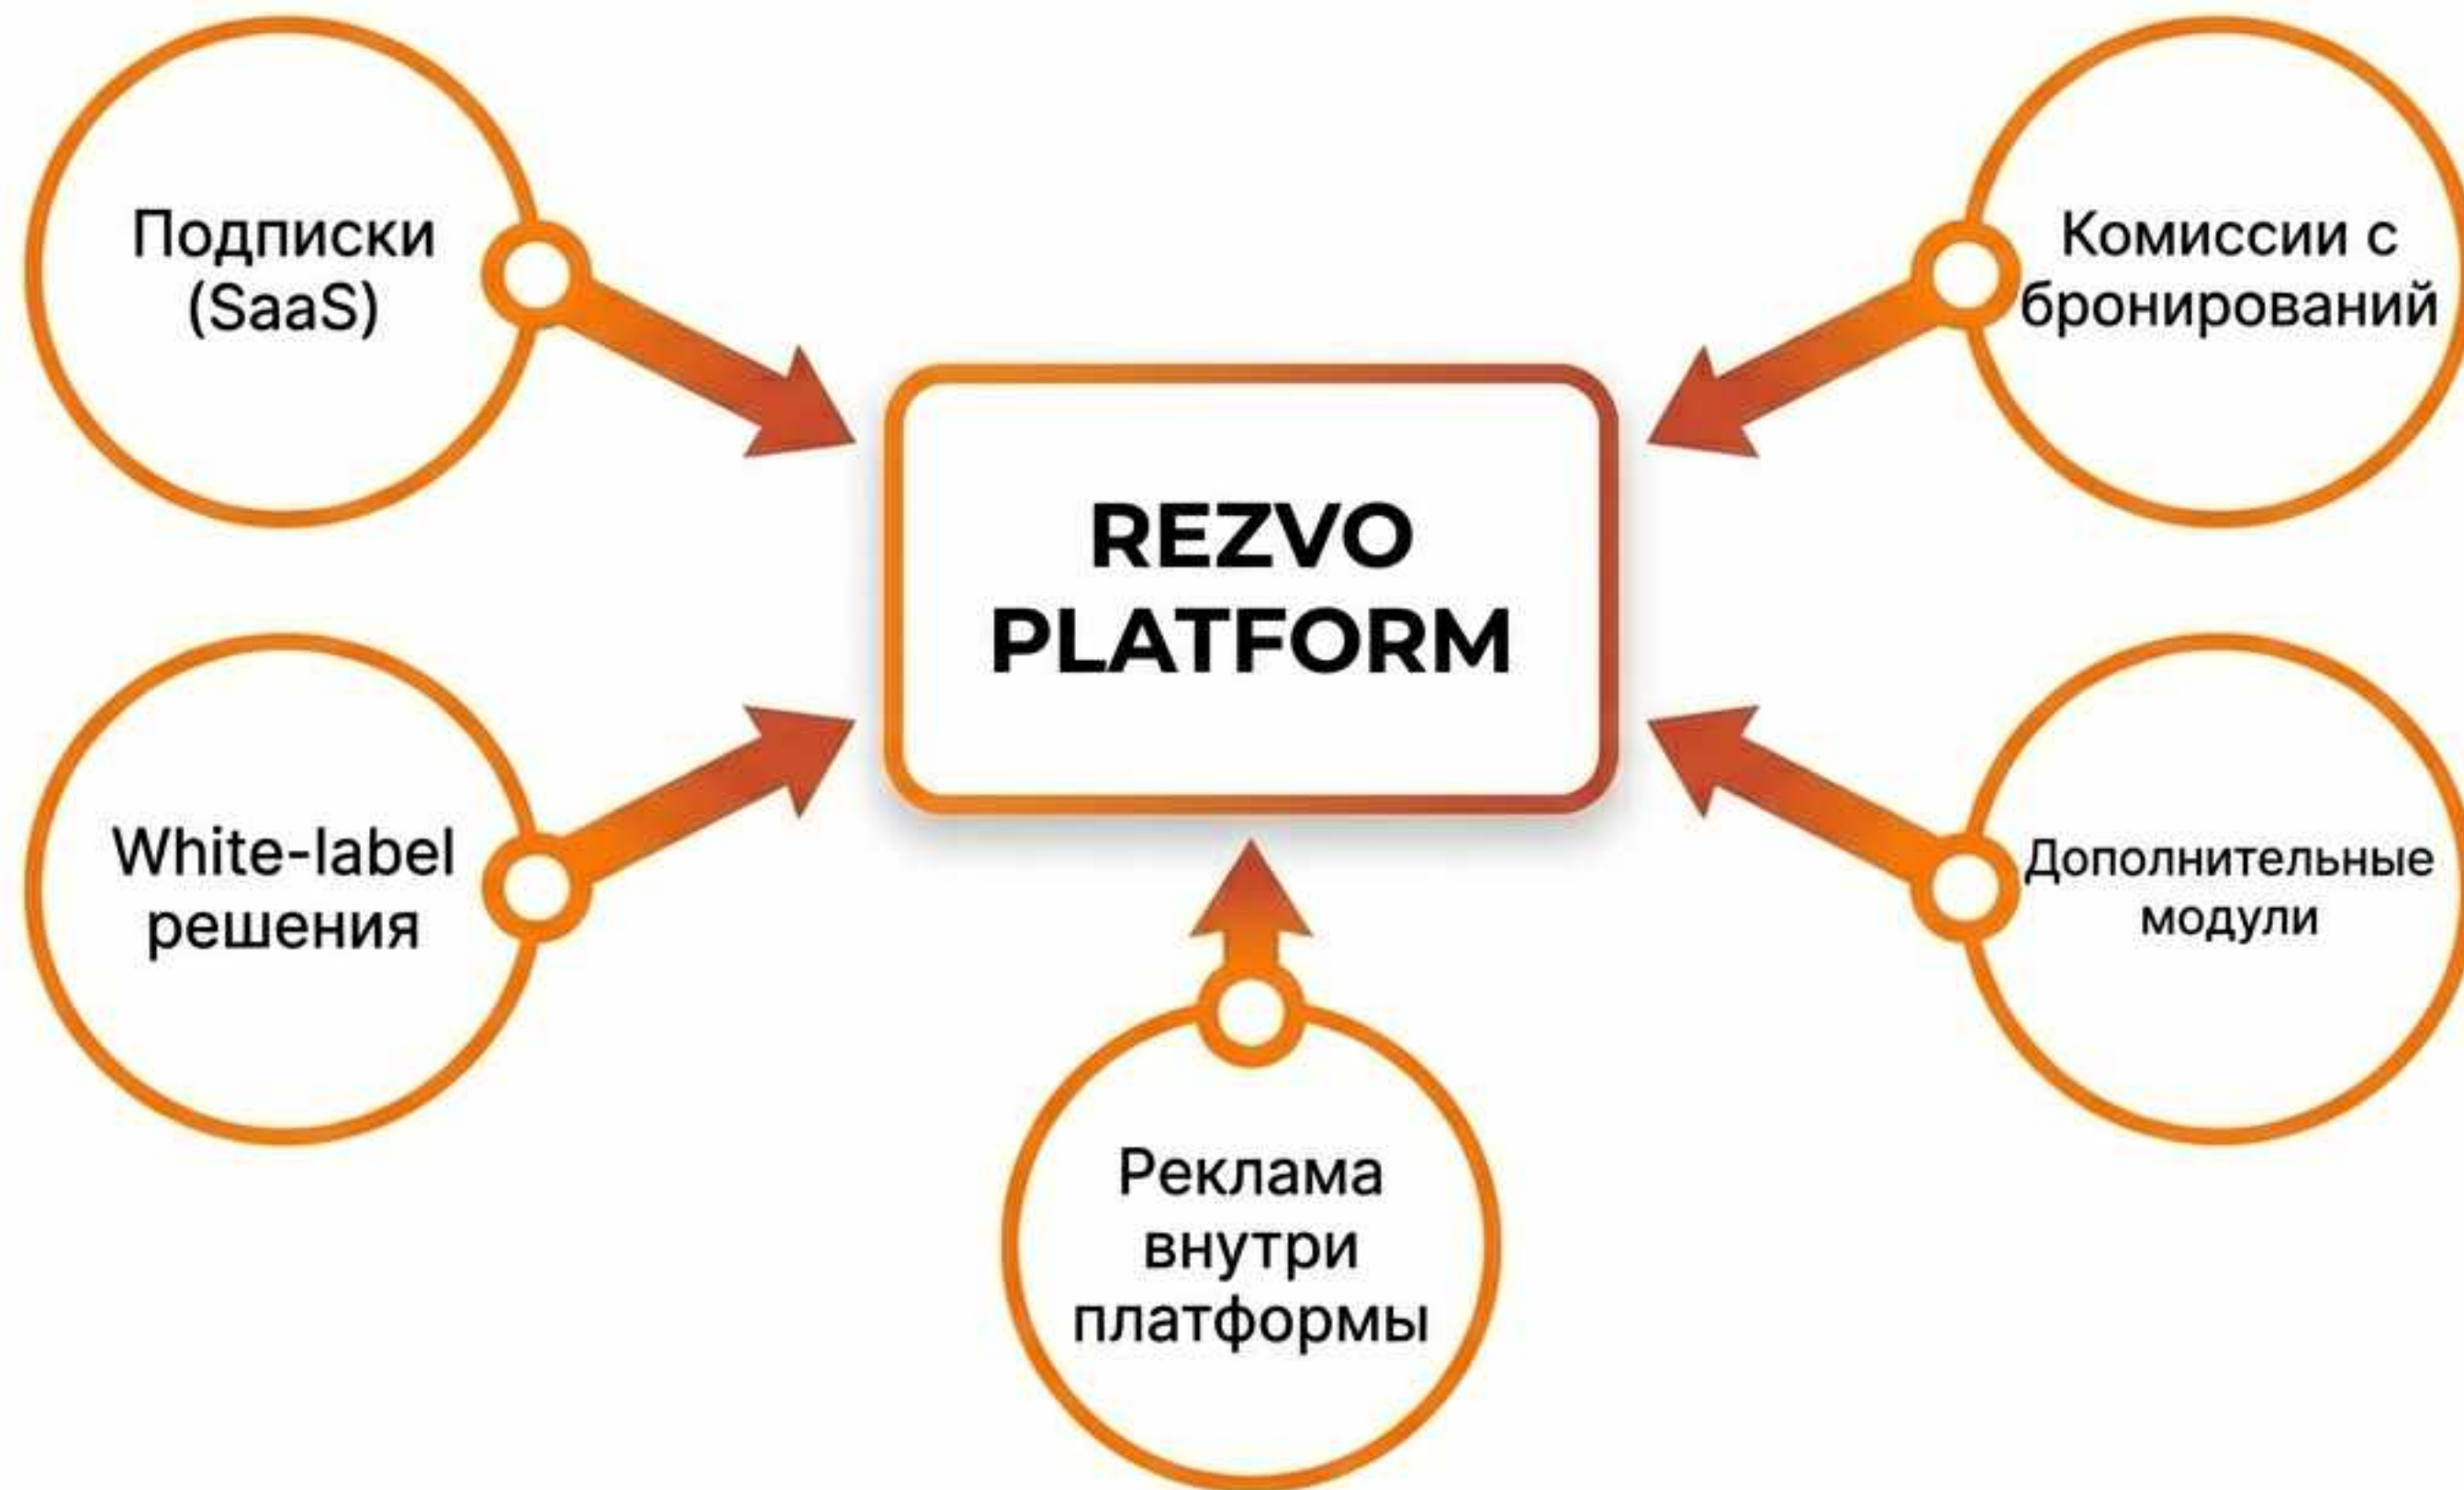 Подписки
(SaaS)
Комиссии с
бронирований
REZVO
PLATFORM
White-label
решения
Дополнительные
модули
Реклама
внутри
платформы